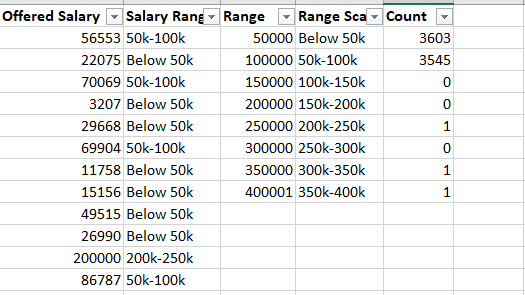 Offered Salary Salary Rang Range Range Sca Count
56553 50k-100k 50000 Below 50k 3603
22075 Below 50k 100000 50k-100k 3545
70069 50k-100k 150000 100k-150k 0
3207 Below 50k 200000 150k-200k 0
29668 Below 50k 250000 200k-250k 1
69904 50k-100k 300000 250k-300k 0
11758 Below 50k 350000 300k-350k 1
15156 Below 50k 400001 350k-400k 1
49515 Below 50k
26990 Below 50k
200000 200k-250k
86787 50k-100k